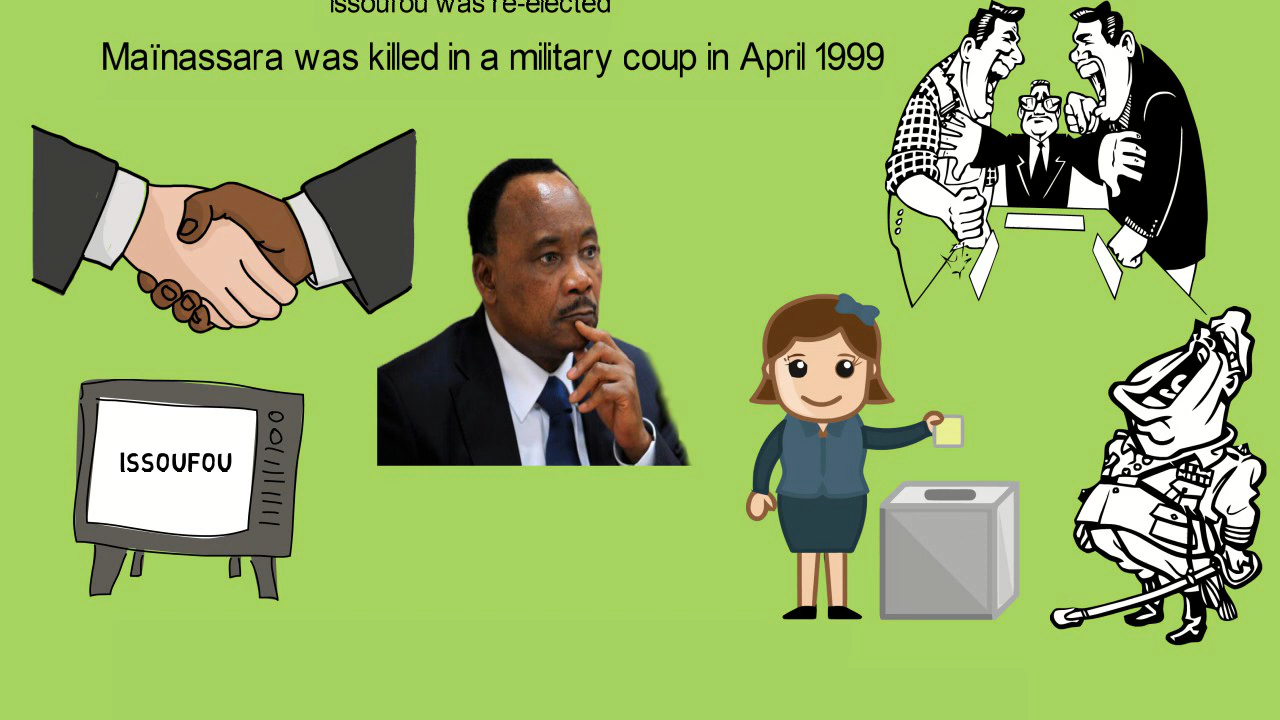 Issoufou was re-elected
Maïnassara was killed in a military coup in April 1999
ISSOUFOU